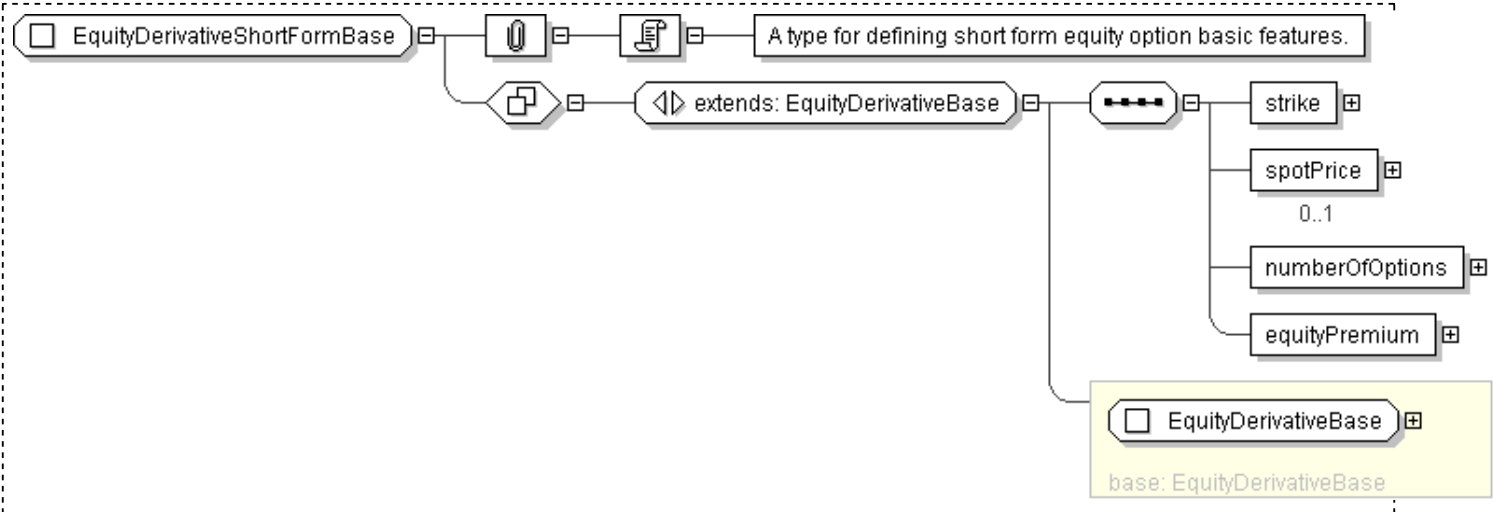 EquityDerivativeShortFormBase
A type for defining short form equity option basic features.
extends: EquityDerivativeBase
strike
spotPrice
0..1
numberOfOptions
equityPremium
EquityDerivativeBase
base: EquityDerivativeBase